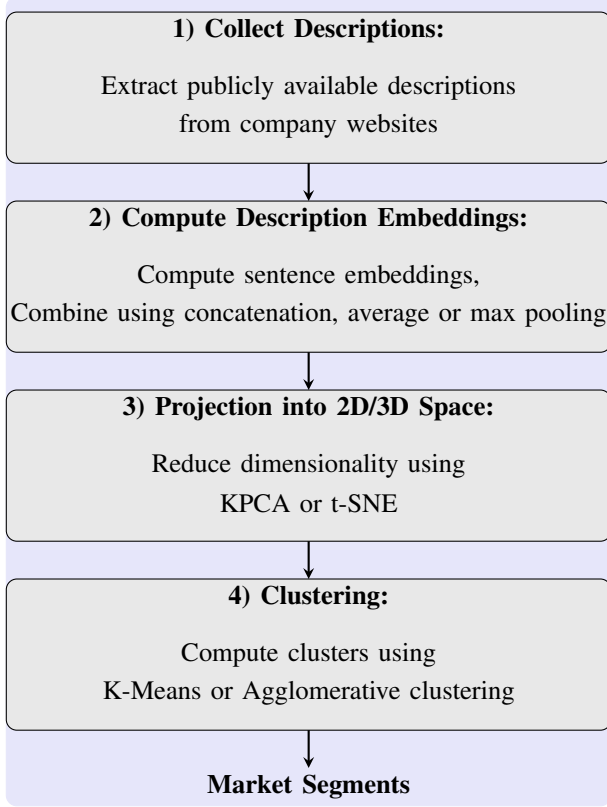 1) Collect Descriptions:
Extract publicly available descriptions
from company websites
2) Compute Description Embeddings:
Compute sentence embeddings,
Combine using concatenation, average or max pooling
3) Projection into 2D/3D Space:
Reduce dimensionality using
KPCA or t-SNE
4) Clustering:
Compute clusters using
K-Means or Agglomerative clustering
Market Segments